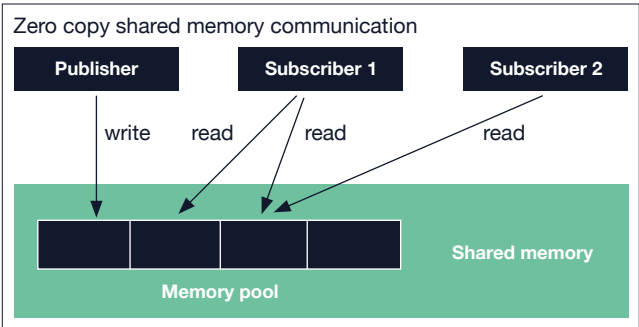 Zero copy shared memory communication
Publisher
Subscriber 1
Subscriber 2
write
read
read
read
Shared memory
Memory pool